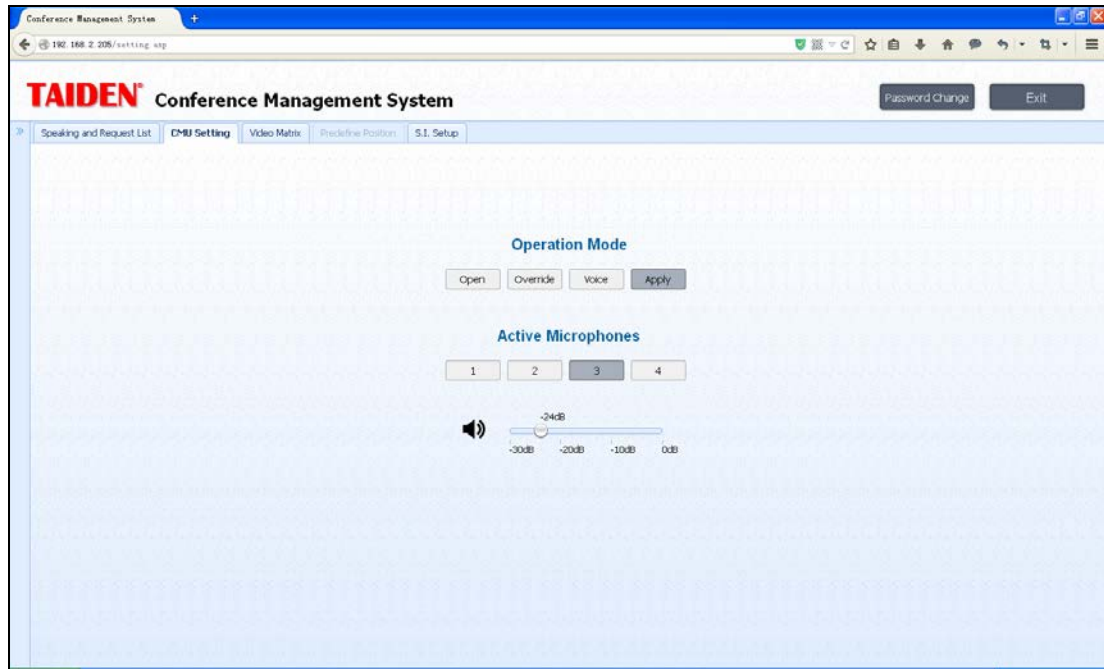 Conference Management System
192.168.2.205/setting.asp
TAIDEN® Conference Management System
Password Change Exit
Speaking and Request List CMU Setting Video Matrix Predefine Position S.I. Setup
Operation Mode
Open Override Voice Apply
Active Microphones
1 2 3 4
-24dB
-30dB -20dB -10dB 0dB